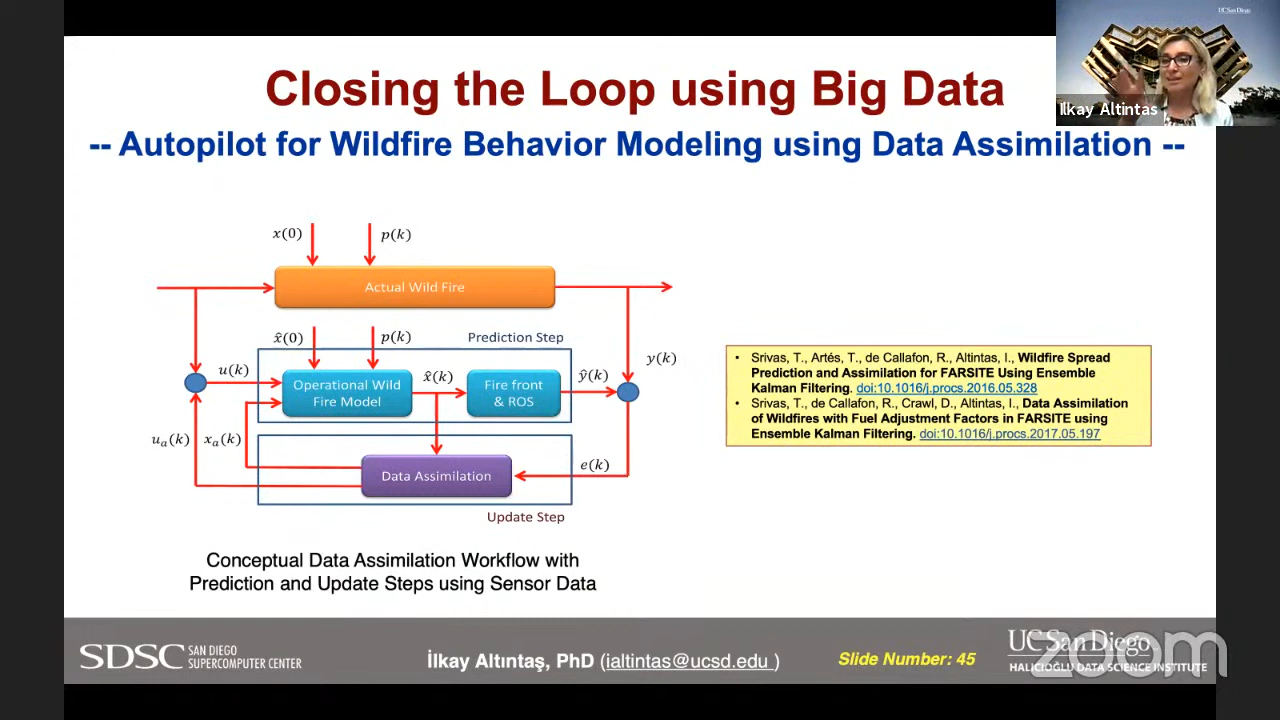 UC San Diego
Ilkay Altintas
Closing the Loop using Big Data
-- Autopilot for Wildfire Behavior Modeling using Data Assimilation --
x(0)
p(k)
Actual Wild Fire
x̂(0)
p(k)
Prediction Step
y(k)
u(k)
Operational Wild
Fire Model
x̂(k)
Fire front
& ROS
ŷ(k)
uₐ(k)
xₐ(k)
Data Assimilation
e(k)
Update Step
• Srivas, T., Artés, T., de Callafon, R., Altintas, I., Wildfire Spread
Prediction and Assimilation for FARSITE Using Ensemble
Kalman Filtering. doi:10.1016/j.procs.2016.05.328
• Srivas, T., de Callafon, R., Crawl, D., Altintas, I., Data Assimilation
of Wildfires with Fuel Adjustment Factors in FARSITE using
Ensemble Kalman Filtering. doi:10.1016/j.procs.2017.05.197
Conceptual Data Assimilation Workflow with
Prediction and Update Steps using Sensor Data
SDSC SAN DIEGO
SUPERCOMPUTER CENTER
İlkay Altıntaş, PhD (ialtintas@ucsd.edu )
Slide Number: 45
UC San Diego
HALICIOĞLU DATA SCIENCE INSTITUTE
zoom